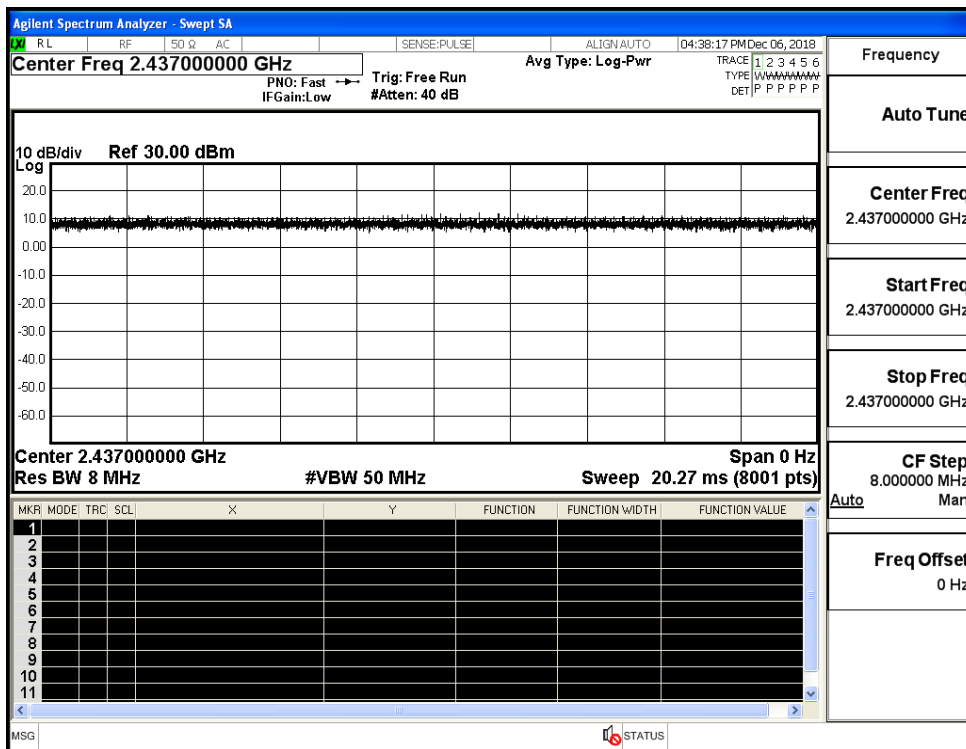 Agilent Spectrum Analyzer - Swept SA
LXI RL RF 50 Ω AC SENSE:PULSE ALIGNAUTO 04:38:17 PM Dec 06, 2018
Center Freq 2.437000000 GHz
PNO: Fast
IFGain:Low
Trig: Free Run
#Atten: 40 dB
Avg Type: Log-Pwr
TRACE 1 2 3 4 5 6
TYPE WWWWWW
DET P P P P P P
10 dB/div Ref 30.00 dBm
Log
20.0
10.0
0.00
-10.0
-20.0
-30.0
-40.0
-50.0
-60.0
Center 2.437000000 GHz Span 0 Hz
Res BW 8 MHz #VBW 50 MHz Sweep 20.27 ms (8001 pts)
MKR MODE TRC SCL X Y FUNCTION FUNCTION WIDTH FUNCTION VALUE
1
2
3
4
5
6
7
8
9
10
11
MSG STATUS
Frequency
Auto Tune
Center Freq
2.437000000 GHz
Start Freq
2.437000000 GHz
Stop Freq
2.437000000 GHz
CF Step
8.000000 MHz
Auto Man
Freq Offset
0 Hz